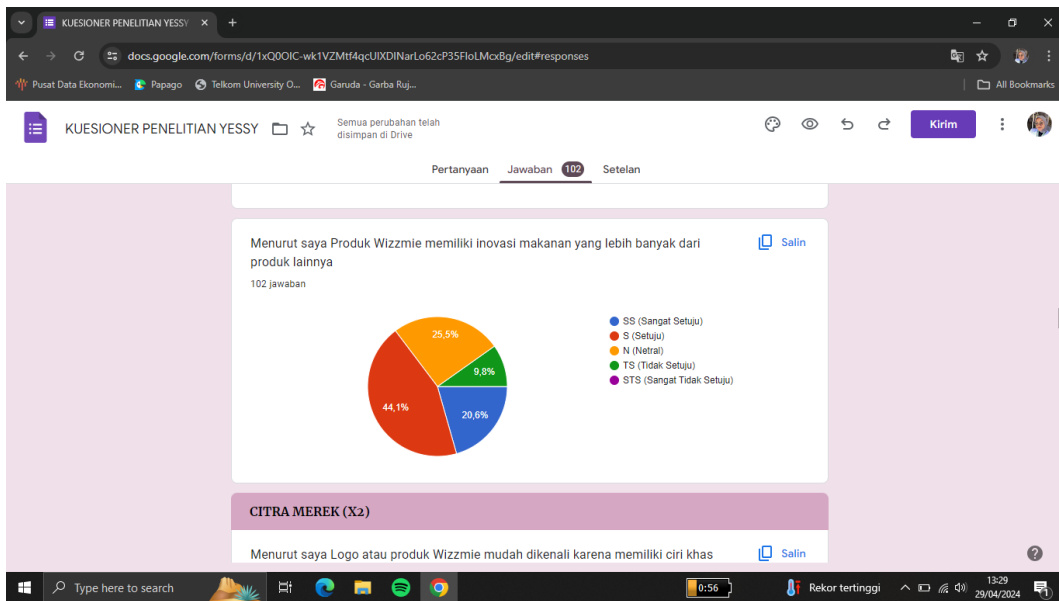 KUESIONER PENELITIAN YESSY
docs.google.com/forms/d/1xQ0OlC-wk1VZMtf4qcUlXDlNarLo62cP35FloLMcxBg/edit#responses
Pusat Data Ekonomi... Papago Telkom University O... Garuda - Garba Ruj... All Bookmarks
KUESIONER PENELITIAN YESSY
Semua perubahan telah
disimpan di Drive
Kirim
Pertanyaan Jawaban 102 Setelan
Menurut saya Produk Wizzmie memiliki inovasi makanan yang lebih banyak dari
produk lainnya
Salin
102 jawaban
25,5%
9,8%
44,1%
20,6%
SS (Sangat Setuju)
S (Setuju)
N (Netral)
TS (Tidak Setuju)
STS (Sangat Tidak Setuju)
CITRA MEREK (X2)
Menurut saya Logo atau produk Wizzmie mudah dikenali karena memiliki ciri khas
Salin
Type here to search
0:56
Rekor tertinggi
13:29
29/04/2024
1